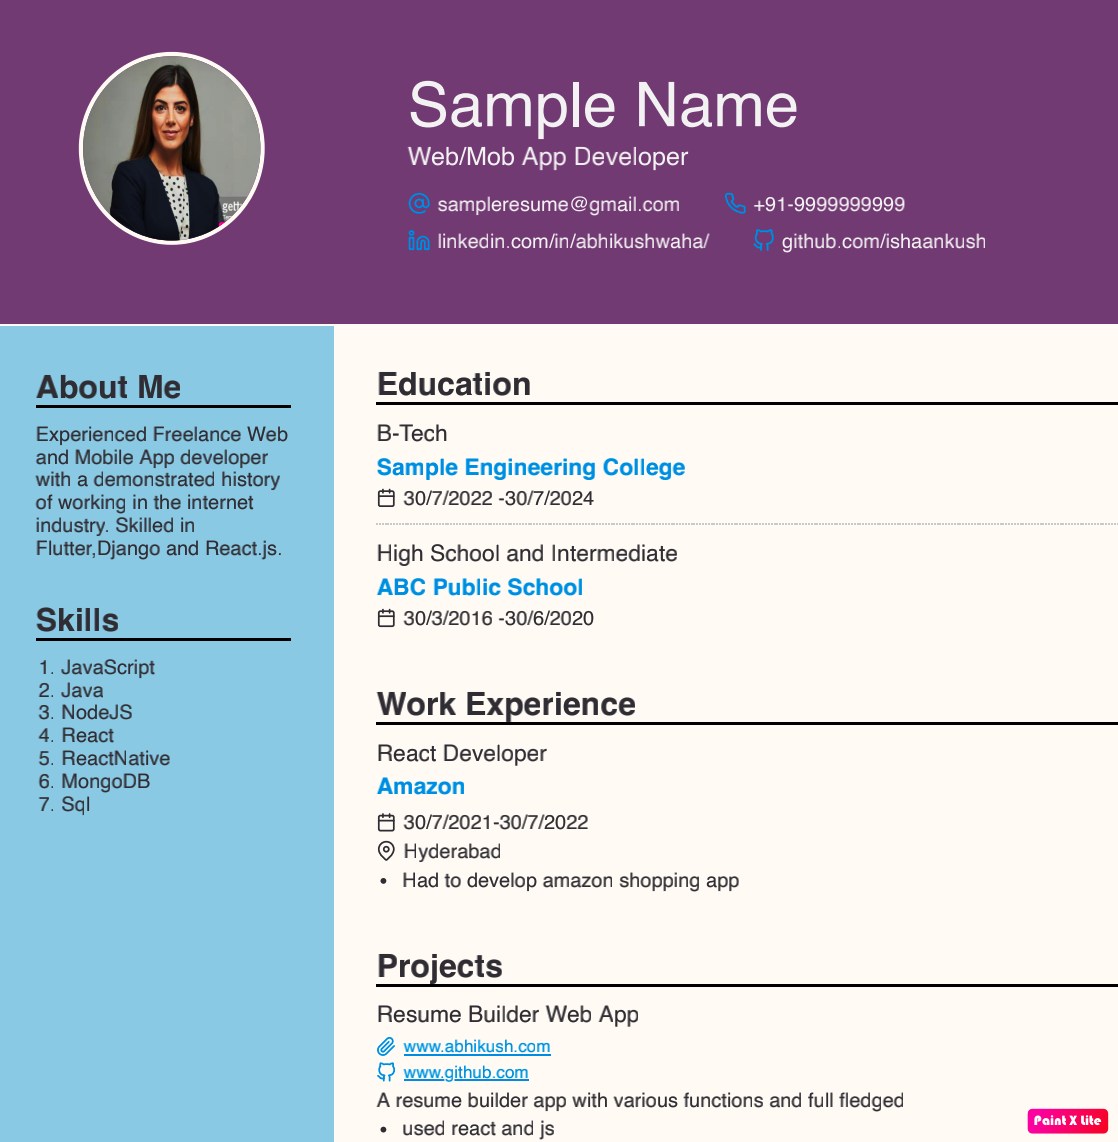 Sample Name
Web/Mob App Developer
sampleresume@gmail.com
+91-9999999999
linkedin.com/in/abhikushwaha/
github.com/ishaankush
About Me
Experienced Freelance Web
and Mobile App developer
with a demonstrated history
of working in the internet
industry. Skilled in
Flutter,Django and React.js.
Skills
1. JavaScript
2. Java
3. NodeJS
4. React
5. ReactNative
6. MongoDB
7. Sql
Education
B-Tech
Sample Engineering College
30/7/2022 -30/7/2024
High School and Intermediate
ABC Public School
30/3/2016 -30/6/2020
Work Experience
React Developer
Amazon
30/7/2021-30/7/2022
Hyderabad
• Had to develop amazon shopping app
Projects
Resume Builder Web App
www.abhikush.com
www.github.com
A resume builder app with various functions and full fledged
• used react and js
Paint X Lite